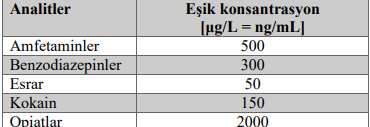 Analitler Eşik konsantrasyon
[µg/L = ng/mL]
Amfetaminler 500
Benzodiazepinler 300
Esrar 50
Kokain 150
Opiatlar 2000